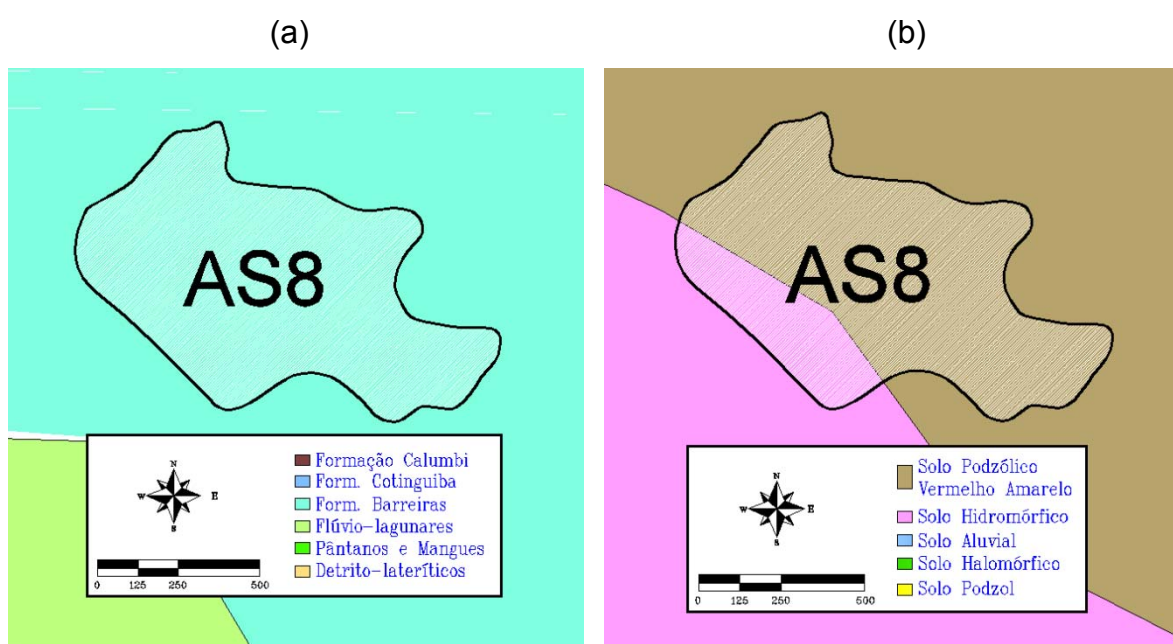 (a)
(b)
AS8
AS8
N
W
E
S
Formação Calumbi
Form. Cotinguiba
Form. Barreiras
Flúvio-lagunares
Pântanos e Mangues
Detrito-lateríticos
0 125 250 500
N
W
E
S
Solo Podzólico
Vermelho Amarelo
Solo Hidromórfico
Solo Aluvial
Solo Halomórfico
Solo Podzol
0 125 250 500